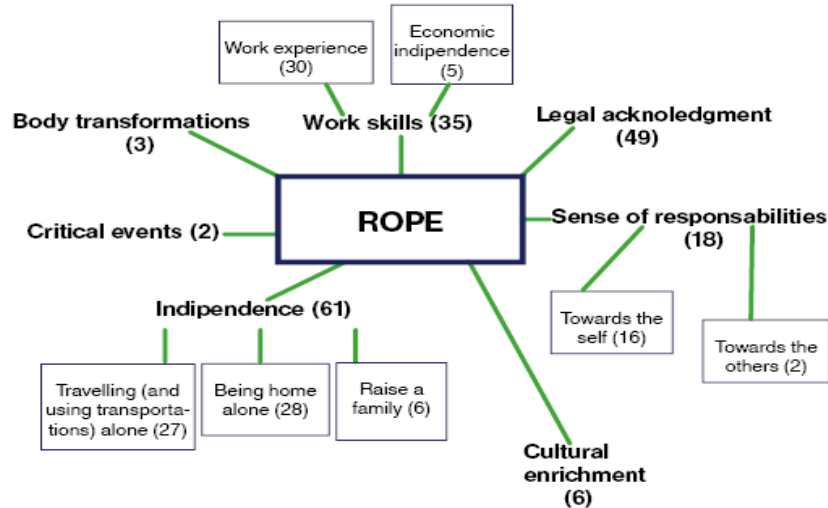 Work experience
(30)
Economic
indipendence
(5)
Body transformations
(3)
Work skills (35)
Legal acknoledgment
(49)
ROPE
Critical events (2)
Sense of responsabilities
(18)
Indipendence (61)
Towards the
self (16)
Towards the
others (2)
Travelling (and
using transporta-
tions) alone (27)
Being home
alone (28)
Raise a
family (6)
Cultural
enrichment
(6)